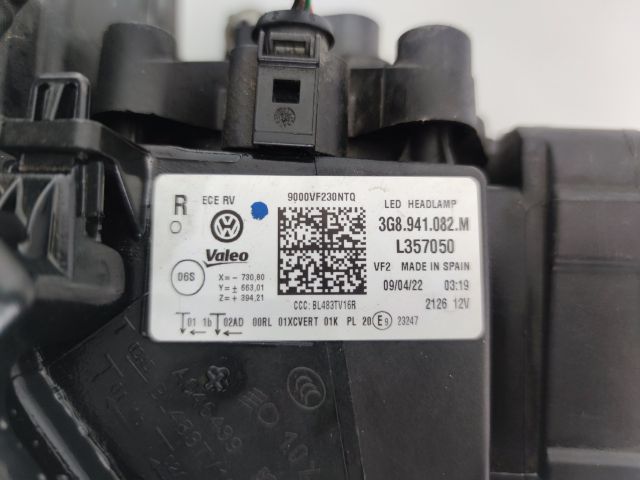 R
ECE RV
9000VF230NTQ
LED HEADLAMP
3G8.941.082.M
Valeo
L357050
VF2 MADE IN SPAIN
06S
X= - 730,80
Y= ± 663,01
Z= + 394,21
09/04/22 03:19
CCC: BL483TV16R
2126 12V
01 1b 02AD 00RL 01XCVERT 01K PL 20 E9 23247
A046489